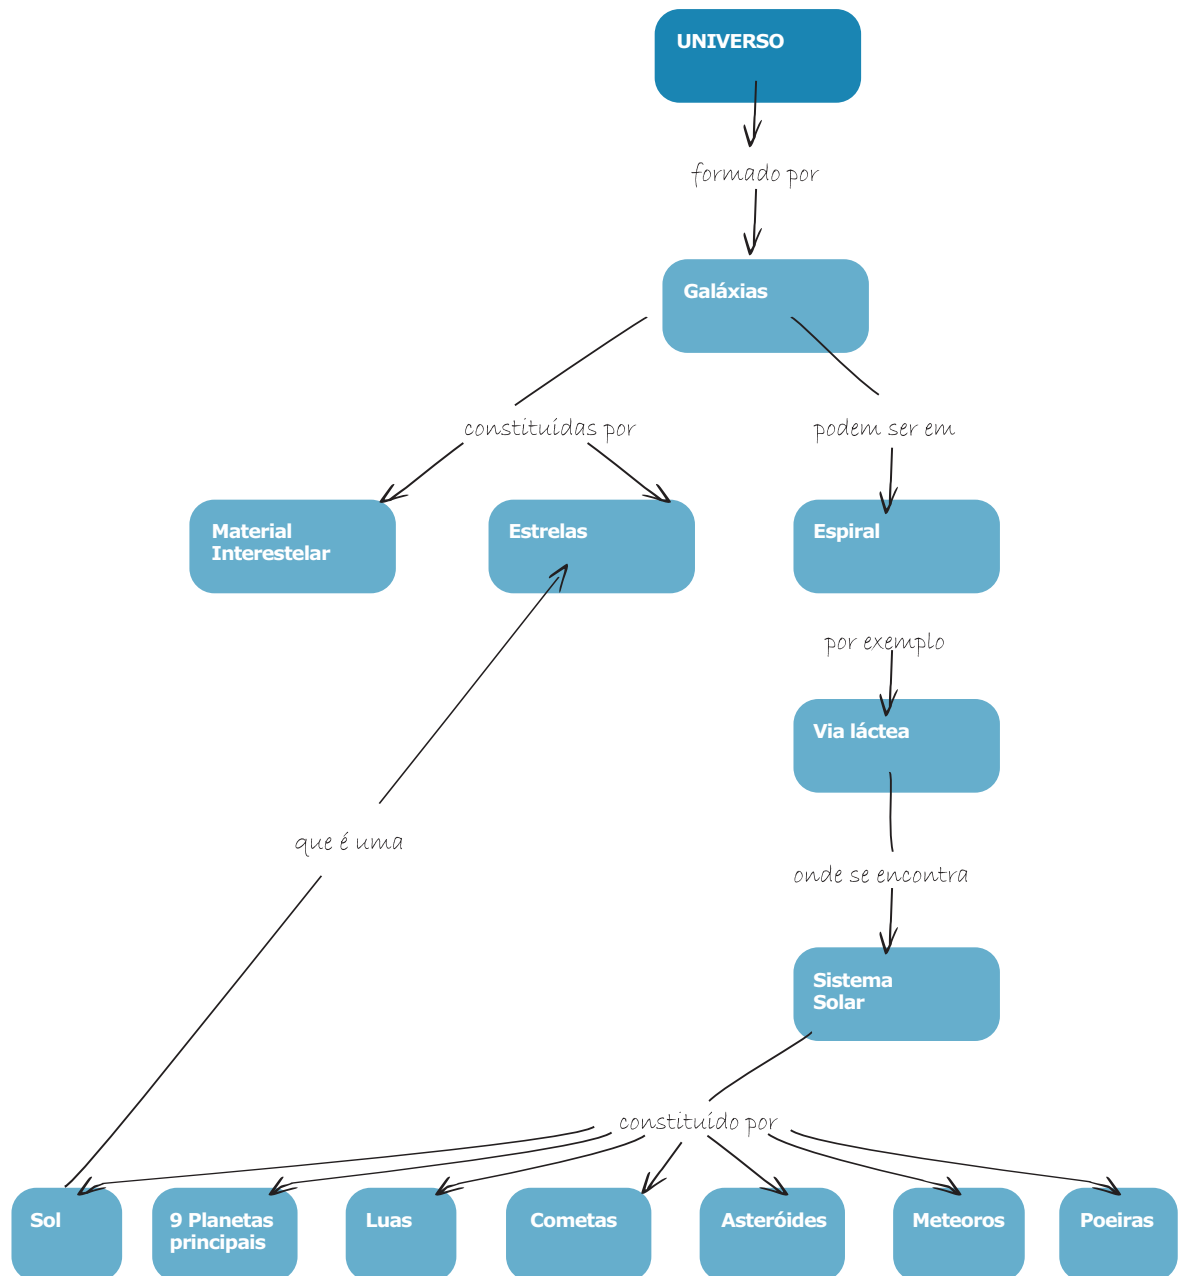 UNIVERSO
formado por
Galáxias
constituídas por
podem ser em
Material
Interestelar
Estrelas
Espiral
por exemplo
Via láctea
que é uma
onde se encontra
Sistema
Solar
constituído por
Sol
9 Planetas
principais
Luas
Cometas
Asteróides
Meteoros
Poeiras